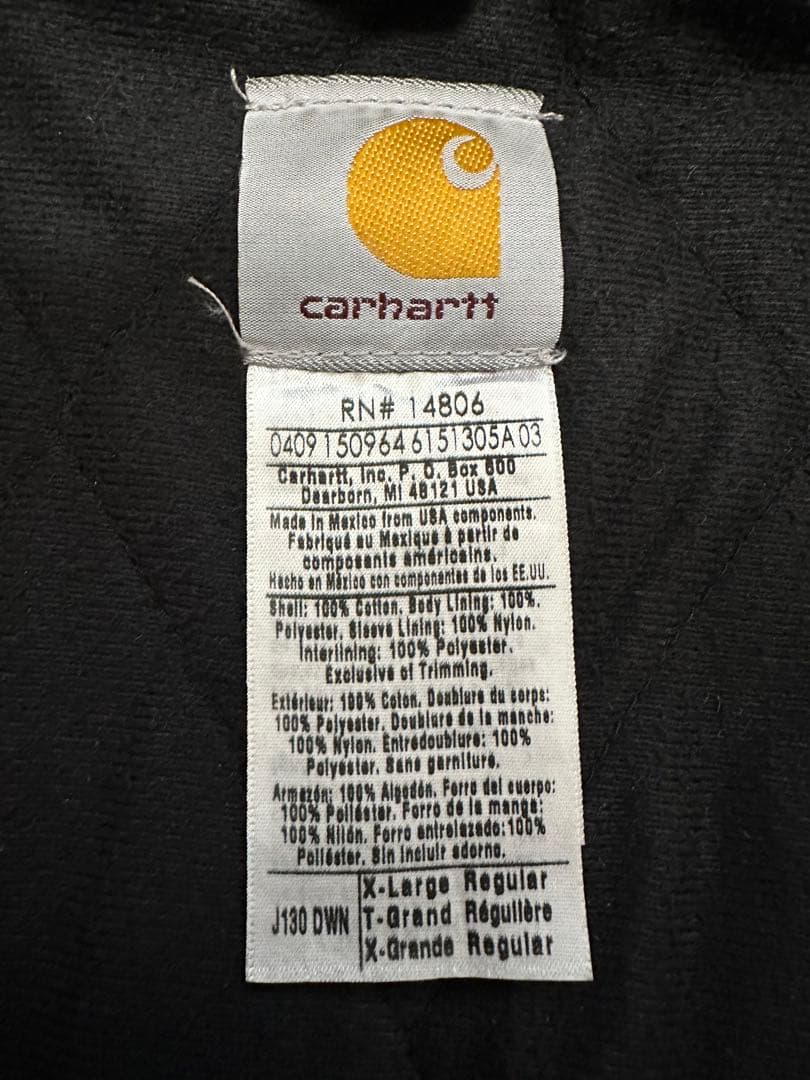 carhartt
RN# 14806
0409 150964 6151305A 03
Carhartt, Inc. P. O. Box 600
Dearborn, MI 48121 USA
Made in Mexico from USA components.
Fabriqué au Mexique à partir de
composants américains.
Hecho en México con componentes de los EE.UU.
Shell: 100% Cotton. Body Lining: 100%.
Polyester. Sleeve Lining: 100% Nylon.
Interlining: 100% Polyester.
Exclusive of Trimming.
Extérieur: 100% Coton. Doublure du corps:
100% Polyester. Doublure de la manche:
100% Nylon. Entredoublure: 100%
Polyester. Sans garniture.
Armazón: 100% Algodón. Forro del cuerpo:
100% Poliéster. Forro de la manga:
100% Nilón. Forro entrelazado:100%
Poliéster. Sin incluir adorno.
J130 DWN
X-Large Regular
T-Grand Régulière
X-Grande Regular